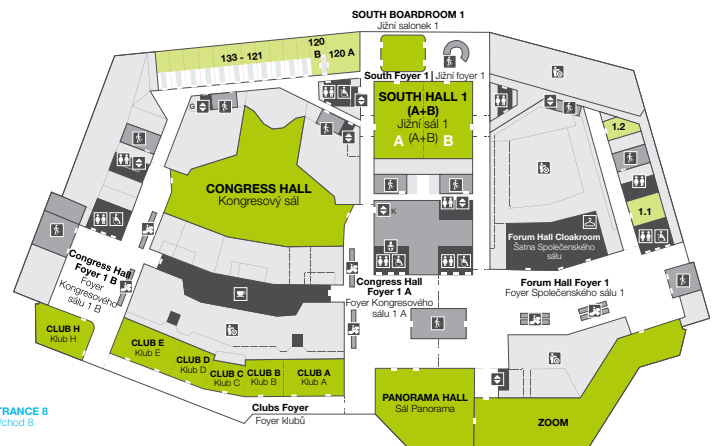 SOUTH BOARDROOM 1
Jižní salonek 1
120
B
120 A
133 - 121
South Foyer 1 | Jižní foyer 1
SOUTH HALL 1
(A+B)
Jižní sál 1
(A+B)
A
B
G
K
1.2
1.1
CONGRESS HALL
Kongresový sál
Forum Hall Cloakroom
Šatna Společenského
sálu
Congress Hall
Foyer 1 B
Foyer
Kongresového
sálu 1 B
Congress Hall
Foyer 1 A
Foyer Kongresového
sálu 1 A
Forum Hall Foyer 1
Foyer Společenského sálu 1
CLUB H
Klub H
CLUB E
Klub E
CLUB D
Klub D
CLUB C
Klub C
CLUB B
Klub B
CLUB A
Klub A
PANORAMA HALL
Sál Panorama
ZOOM
Clubs Foyer
Foyer klubů
TRANCE 8
Vchod 8